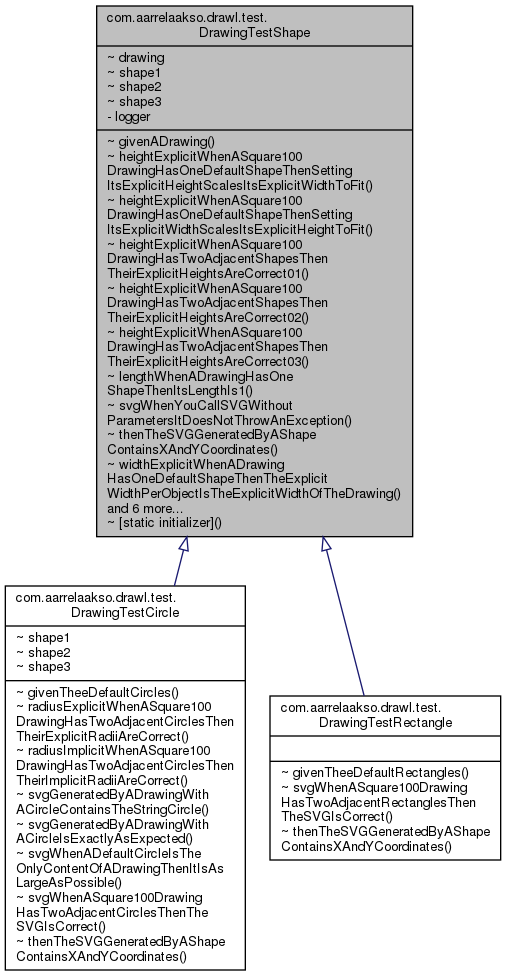 com.aarrelaakso.drawl.test.
DrawingTestShape
~ drawing
~ shape1
~ shape2
~ shape3
- logger
~ givenADrawing()
~ heightExplicitWhenASquare100
DrawingHasOneDefaultShapeThenSetting
ItsExplicitHeightScalesItsExplicitWidthToFit()
~ heightExplicitWhenASquare100
DrawingHasOneDefaultShapeThenSetting
ItsExplicitWidthScalesItsExplicitHeightToFit()
~ heightExplicitWhenASquare100
DrawingHasTwoAdjacentShapesThen
TheirExplicitHeightsAreCorrect01()
~ heightExplicitWhenASquare100
DrawingHasTwoAdjacentShapesThen
TheirExplicitHeightsAreCorrect02()
~ heightExplicitWhenASquare100
DrawingHasTwoAdjacentShapesThen
TheirExplicitHeightsAreCorrect03()
~ lengthWhenADrawingHasOne
ShapeThenItsLengthIs1()
~ svgWhenYouCallSVGWithout
ParametersItDoesNotThrowAnException()
~ thenTheSVGGeneratedByAShape
ContainsXAndYCoordinates()
~ widthExplicitWhenADrawing
HasOneDefaultShapeThenTheExplicit
WidthPerObjectIsTheExplicitWidthOfTheDrawing()
and 6 more...
~ [static initializer]()
com.aarrelaakso.drawl.test.
DrawingTestCircle
~ shape1
~ shape2
~ shape3
~ givenTheeDefaultCircles()
~ radiusExplicitWhenASquare100
DrawingHasTwoAdjacentCirclesThen
TheirExplicitRadiiAreCorrect()
~ radiusImplicitWhenASquare100
DrawingHasTwoAdjacentCirclesThen
TheirImplicitRadiiAreCorrect()
~ svgGeneratedByADrawingWith
ACircleContainsTheStringCircle()
~ svgGeneratedByADrawingWith
ACircleIsExactlyAsExpected()
~ svgWhenADefaultCircleIsThe
OnlyContentOfADrawingThenItIsAs
LargeAsPossible()
~ svgWhenASquare100Drawing
HasTwoAdjacentCirclesThenThe
SVGIsCorrect()
~ thenTheSVGGeneratedByAShape
ContainsXAndYCoordinates()
com.aarrelaakso.drawl.test.
DrawingTestRectangle
~ givenTheeDefaultRectangles()
~ svgWhenASquare100Drawing
HasTwoAdjacentRectanglesThen
TheSVGIsCorrect()
~ thenTheSVGGeneratedByAShape
ContainsXAndYCoordinates()